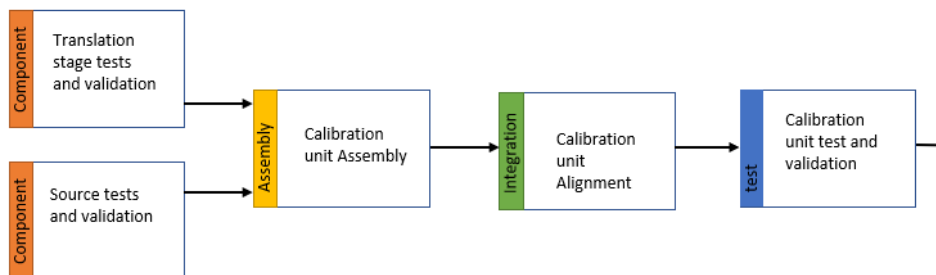 Component
Translation
stage tests
and validation
Component
Source tests
and validation
Assembly
Calibration
unit Assembly
Integration
Calibration
unit
Alignment
test
Calibration
unit test and
validation